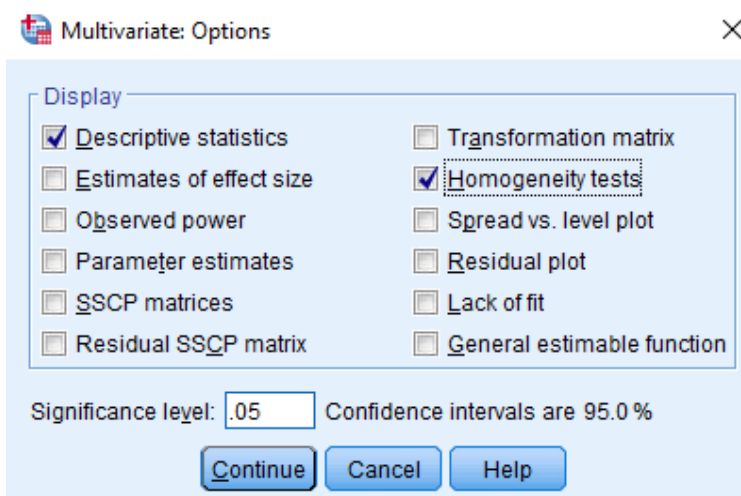 Multivariate: Options
Display
Descriptive statistics
Transformation matrix
Estimates of effect size
Homogeneity tests
Observed power
Spread vs. level plot
Parameter estimates
Residual plot
SSCP matrices
Lack of fit
Residual SSCP matrix
General estimable function
Significance level: .05 Confidence intervals are 95.0 %
Continue Cancel Help